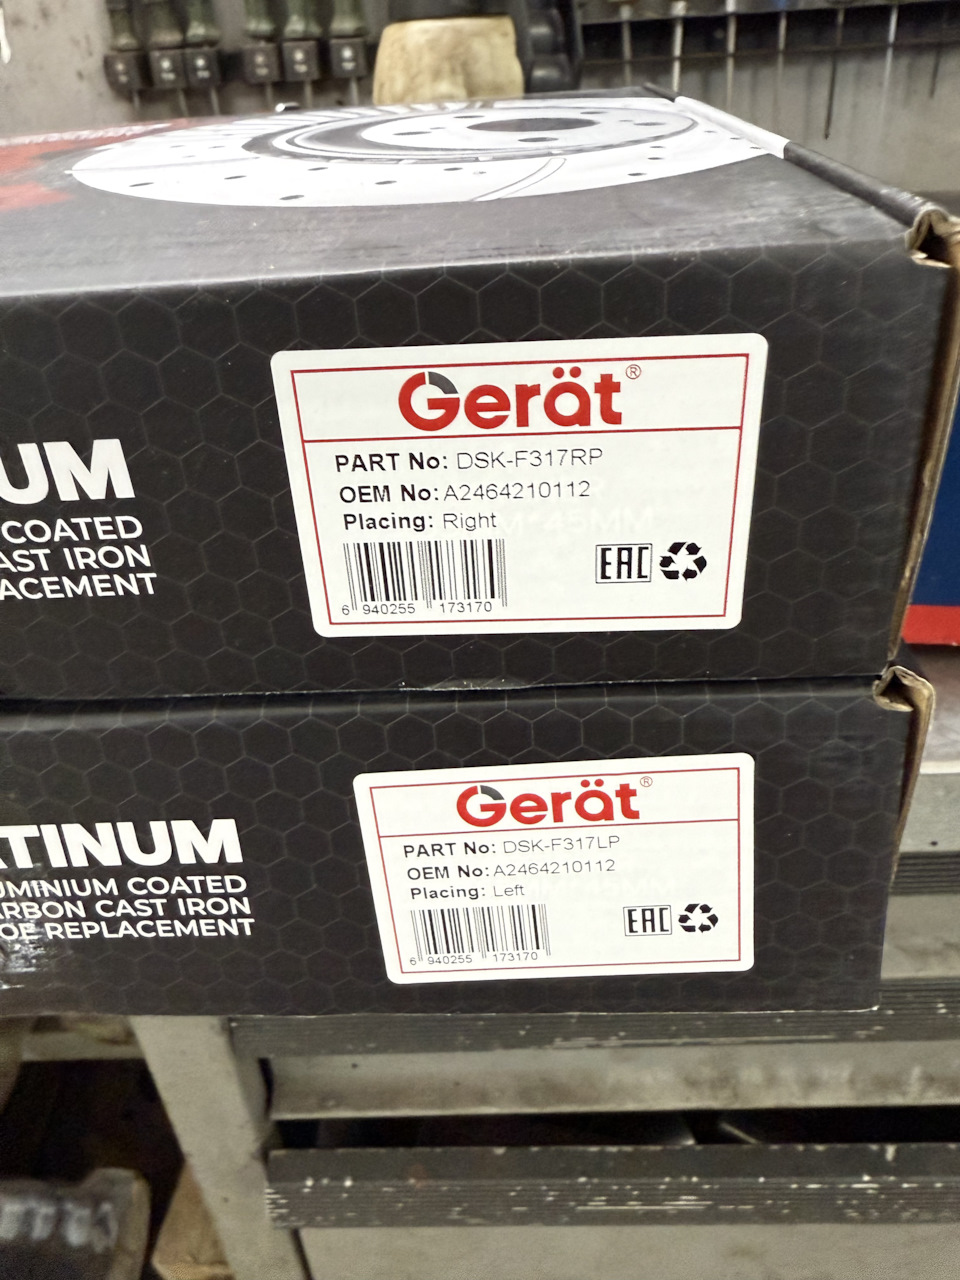 UM
COATED
AST IRON
ACEMENT
Gerät®
PART No: DSK-F317RP
OEM No: A2464210112
Placing: Right
EAC
6 940255 173170
TINUM
UMINIUM COATED
ARBON CAST IRON
OF REPLACEMENT
Gerät®
PART No: DSK-F317LP
OEM No: A2464210112
Placing: Left
EAC
6 940255 173170